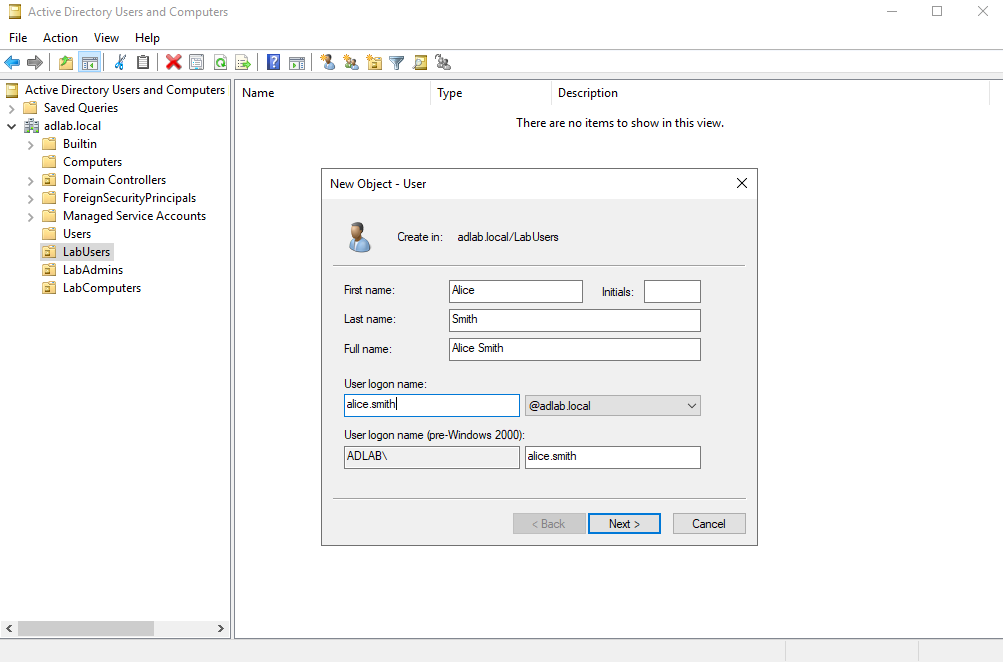 Active Directory Users and Computers
File Action View Help
Active Directory Users and Computers
Saved Queries
adlab.local
Builtin
Computers
Domain Controllers
ForeignSecurityPrincipals
Managed Service Accounts
Users
LabUsers
LabAdmins
LabComputers
Name Type Description
There are no items to show in this view.
New Object - User
Create in: adlab.local/LabUsers
First name: Alice Initials:
Last name: Smith
Full name: Alice Smith
User logon name:
alice.smith @adlab.local
User logon name (pre-Windows 2000):
ADLAB\ alice.smith
< Back Next > Cancel